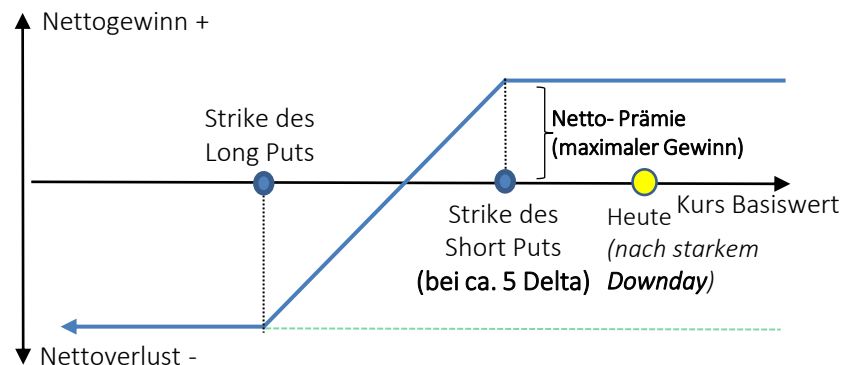 Nettogewinn +
Strike des
Long Puts
Netto- Prämie
(maximaler Gewinn)
Kurs Basiswert
Strike des
Short Puts
(bei ca. 5 Delta)
Heute
(nach starkem
Downday)
Nettoverlust -